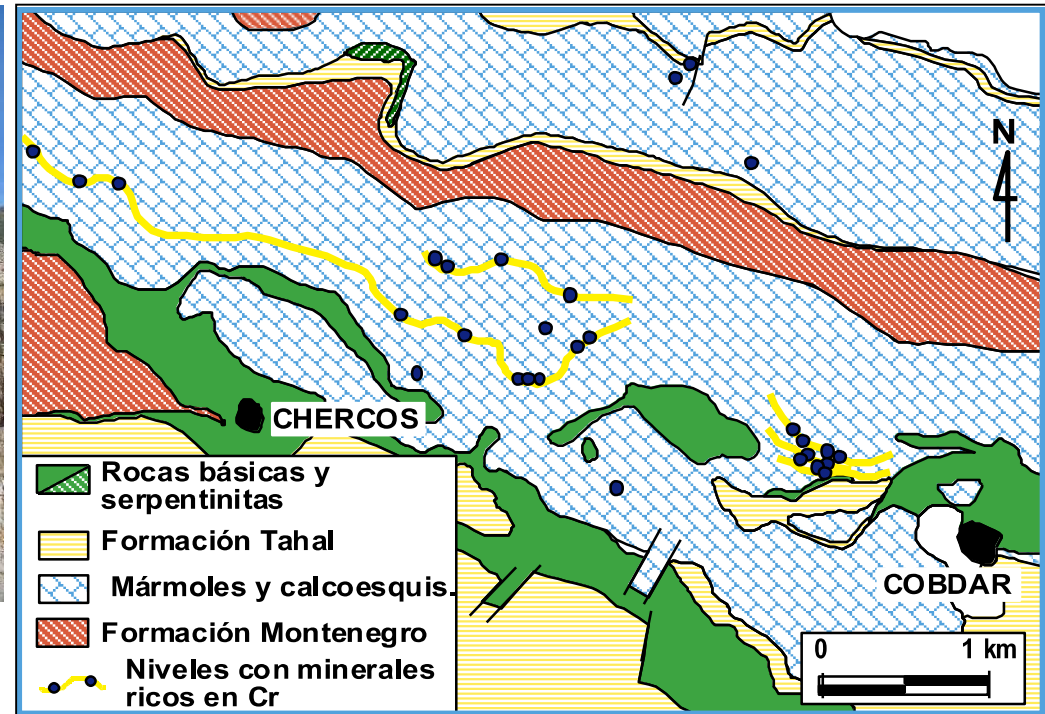 N
CHERCOS
Rocas básicas y
serpentinitas
Formación Tahal
Mármoles y calcoesquis.
Formación Montenegro
Niveles con minerales
ricos en Cr
COBDAR
0 1 km